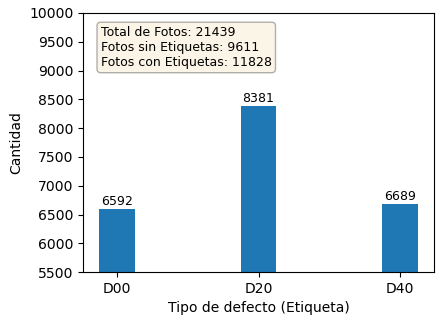 10000
9500
9000
8500
8000
7500
7000
6500
6000
5500
Cantidad
Total de Fotos: 21439
Fotos sin Etiquetas: 9611
Fotos con Etiquetas: 11828
6592
8381
6689
D00
D20
D40
Tipo de defecto (Etiqueta)